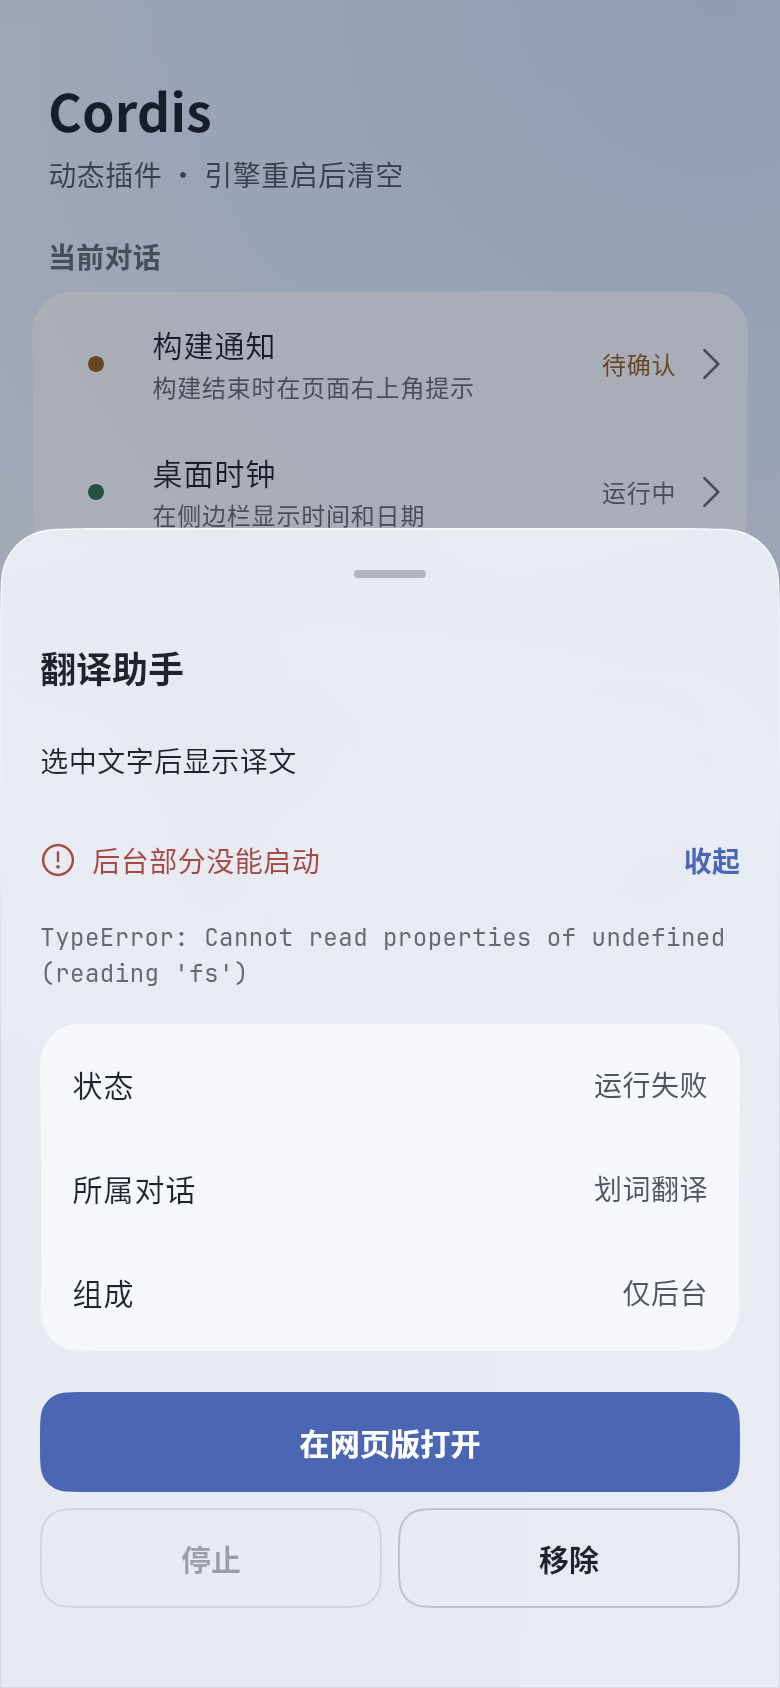 Cordis
动态插件 · 引擎重启后清空
当前对话
构建通知
构建结束时在页面右上角提示
待确认
桌面时钟
在侧边栏显示时间和日期
运行中
翻译助手
选中文字后显示译文
后台部分没能启动
收起
TypeError: Cannot read properties of undefined
(reading 'fs')
状态
运行失败
所属对话
划词翻译
组成
仅后台
在网页版打开
停止
移除